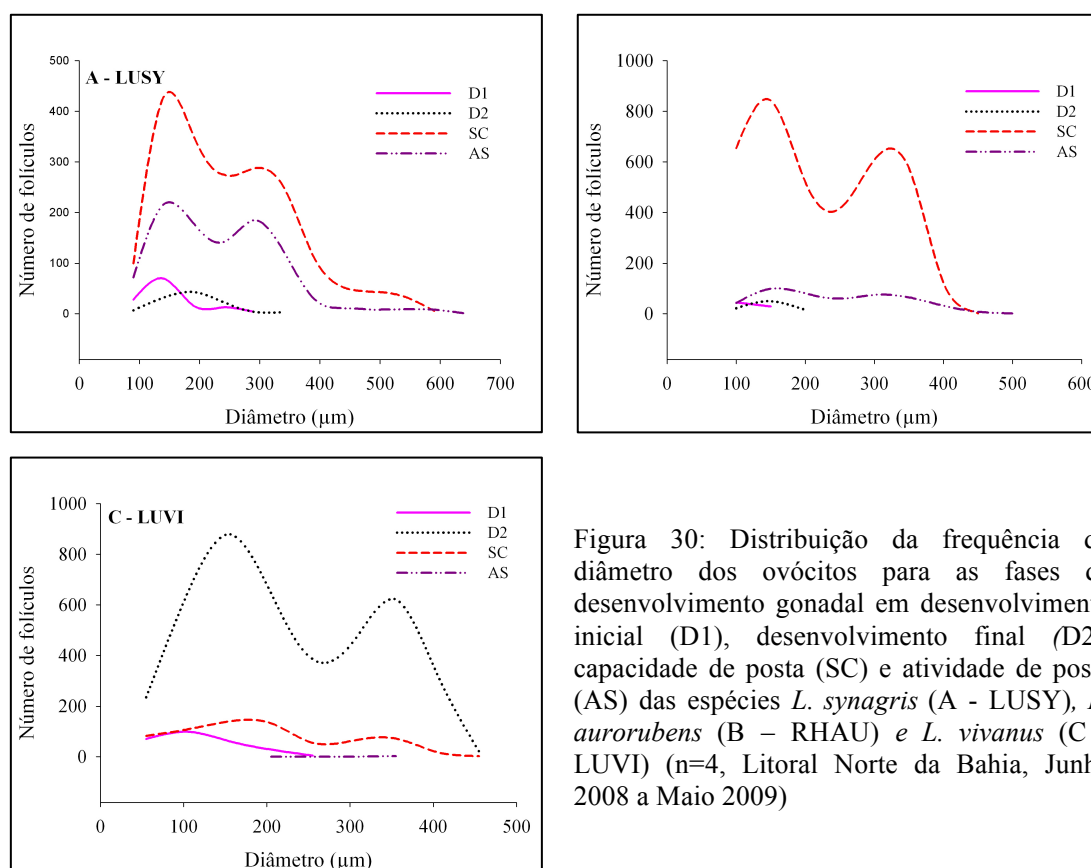 A - LUSY
500
400
300
200
100
0
Número de folículos
D1
D2
SC
AS
0 100 200 300 400 500 600 700
Diâmetro (µm)
1000
800
600
400
200
0
Número de folículos
D1
D2
SC
AS
0 100 200 300 400 500
Diâmetro (µm)
C - LUVI
1000
800
600
400
200
0
Número de folículos
D1
D2
SC
AS
0 100 200 300 400 500
Diâmetro (µm)
Figura 30: Distribuição da frequência
diâmetro dos ovócitos para as fases
desenvolvimento gonadal em
inicial (D1), desenvolvimento final (D2
capacidade de posta (SC) e atividade de
(AS) das espécies L. synagris (A - LUSY),
aurorubens (B – RHAU) e L. vivanus (C
LUVI) (n=4, Litoral Norte da Bahia,
2008 a Maio 2009)